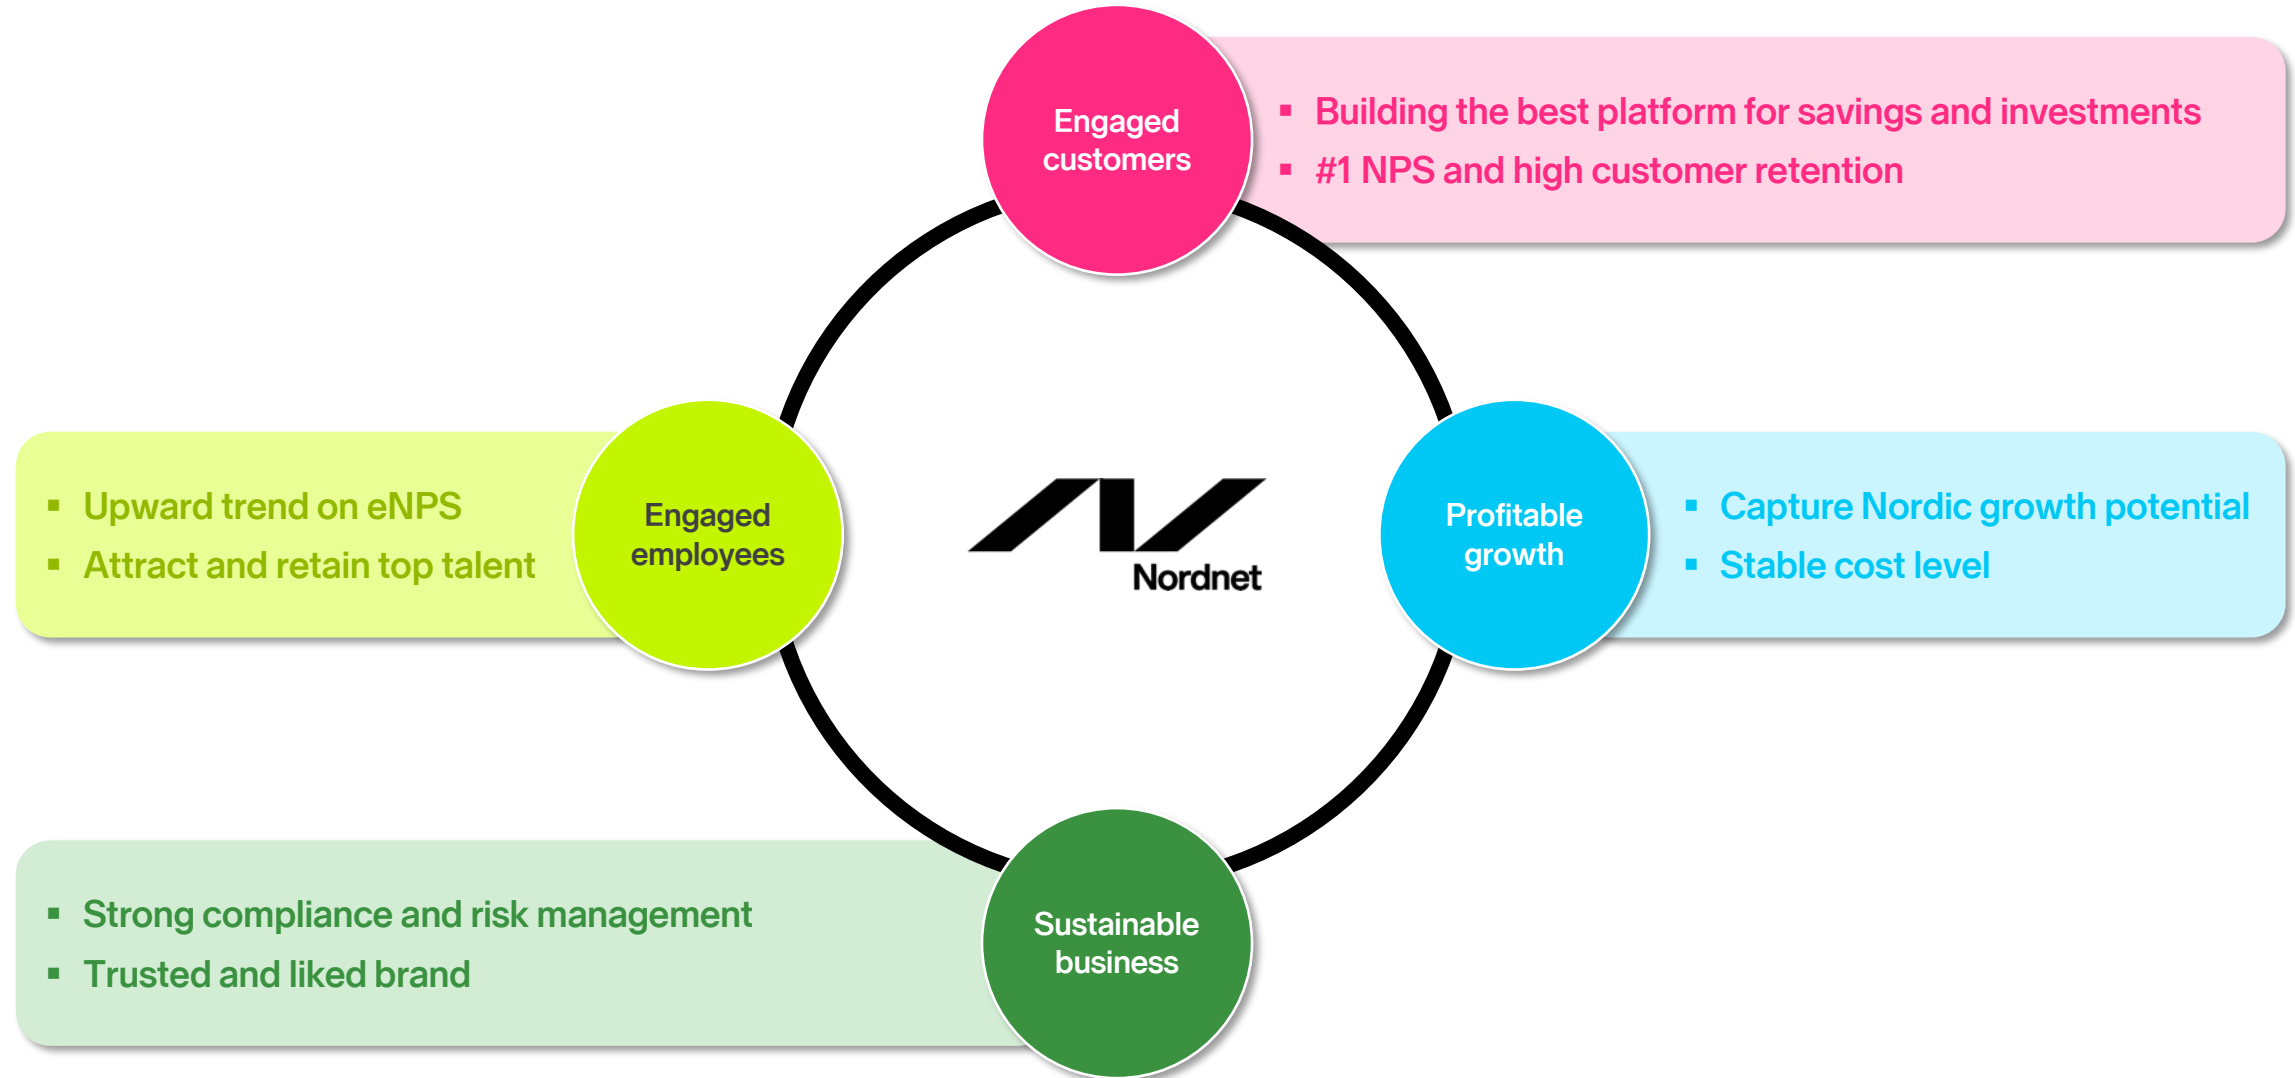 Engaged
customers
▪ Building the best platform for savings and investments
▪ #1 NPS and high customer retention
▪ Upward trend on eNPS
▪ Attract and retain top talent
Engaged
employees
Nordnet
Profitable
growth
▪ Capture Nordic growth potential
▪ Stable cost level
▪ Strong compliance and risk management
▪ Trusted and liked brand
Sustainable
business